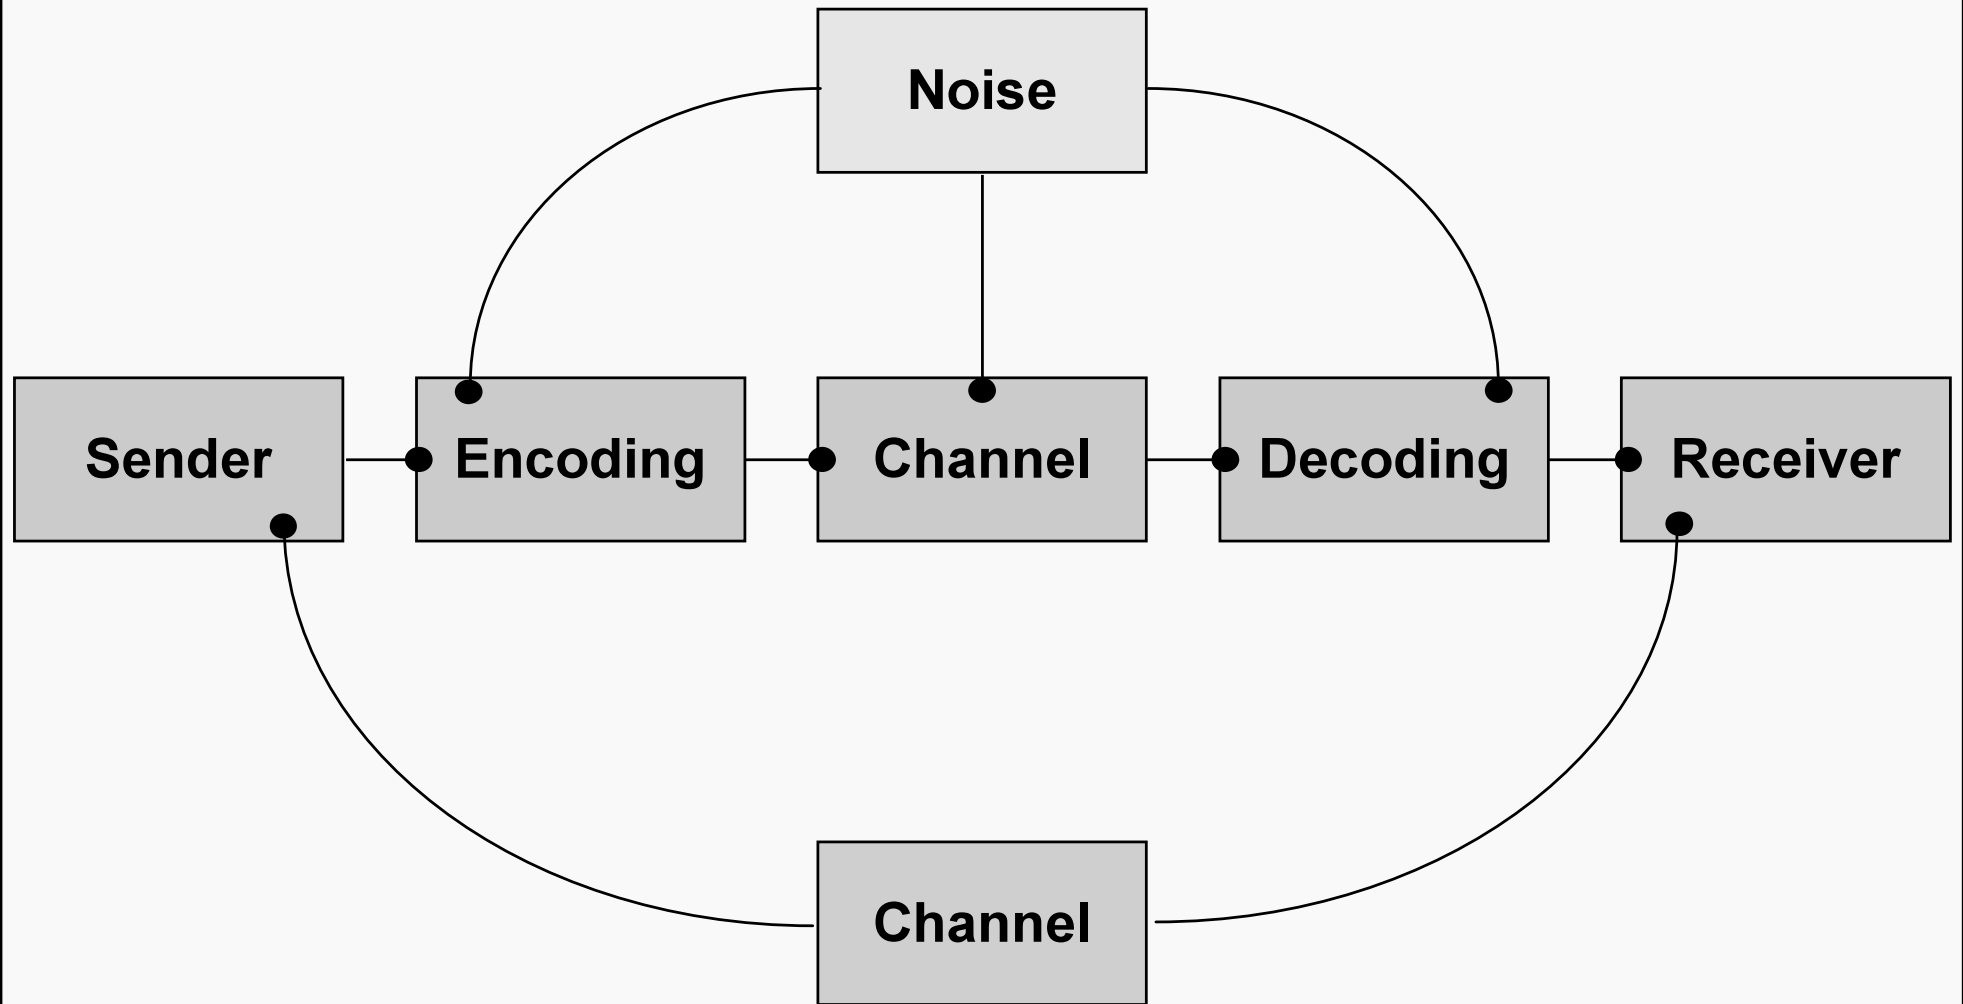 Noise
Sender
Encoding
Channel
Decoding
Receiver
Channel